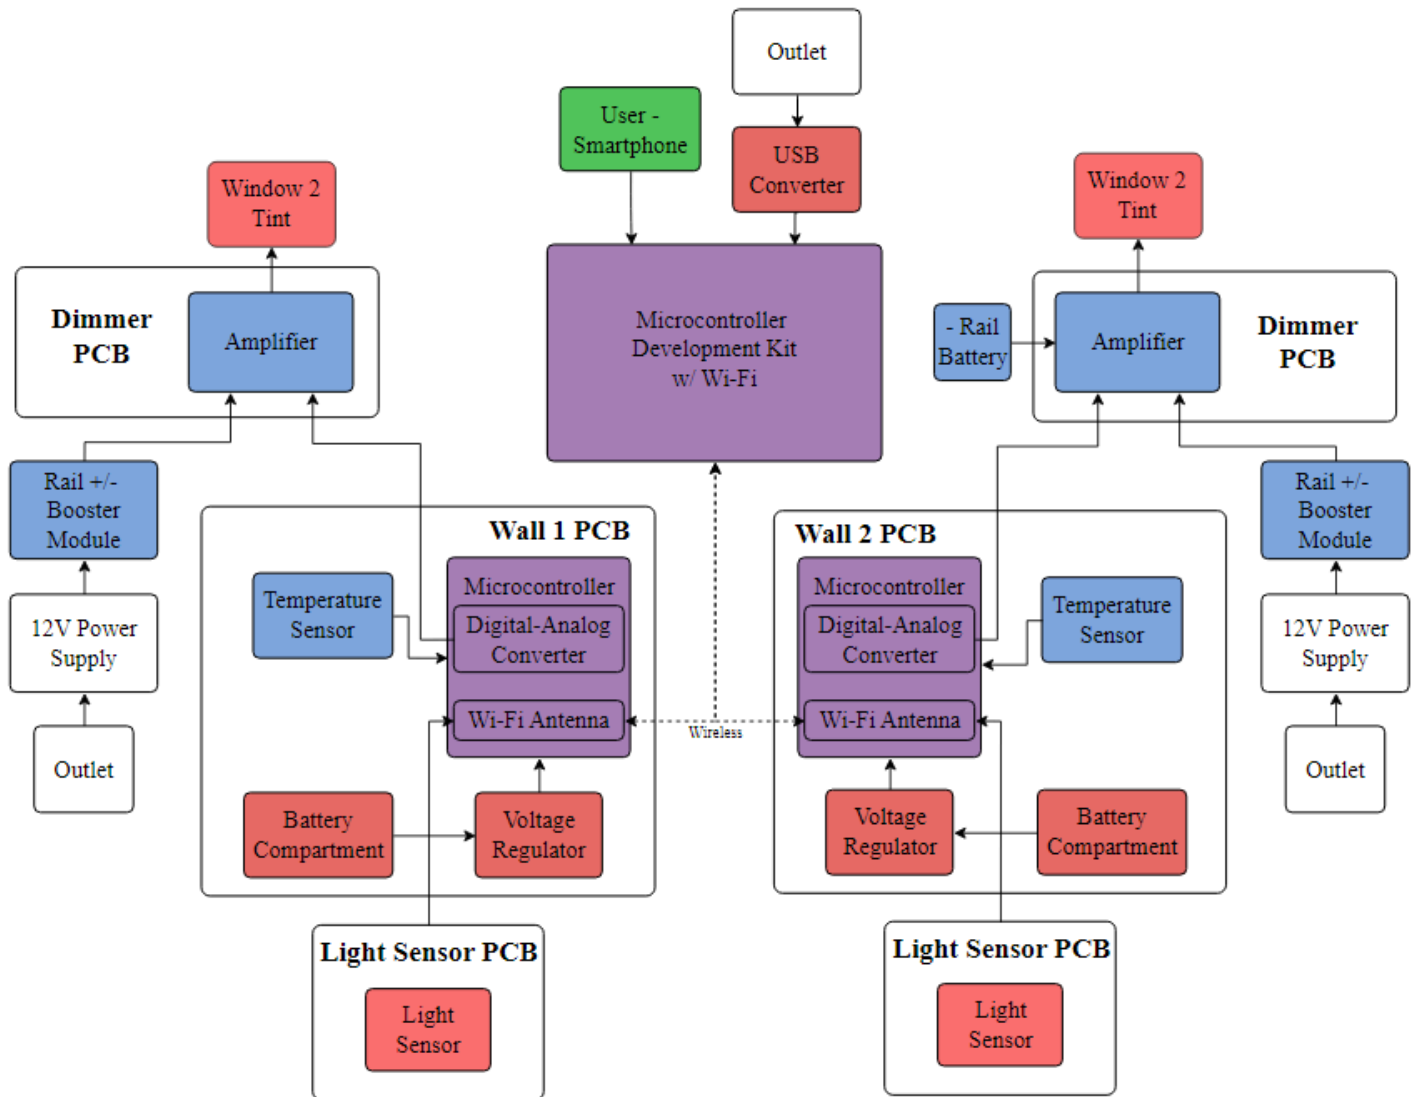 Outlet
User -
Smartphone
USB
Converter
Window 2
Tint
Window 2
Tint
Dimmer
PCB
Amplifier
Microcontroller
Development Kit
w/ Wi-Fi
- Rail
Battery
Amplifier
Dimmer
PCB
Rail +/-
Booster
Module
Rail +/-
Booster
Module
Wall 1 PCB
Wall 2 PCB
Microcontroller
Temperature
Sensor
Digital-Analog
Converter
Microcontroller
Digital-Analog
Converter
Temperature
Sensor
12V Power
Supply
12V Power
Supply
Wi-Fi Antenna
Wireless
Wi-Fi Antenna
Outlet
Outlet
Battery
Compartment
Voltage
Regulator
Voltage
Regulator
Battery
Compartment
Light Sensor PCB
Light
Sensor
Light Sensor PCB
Light
Sensor